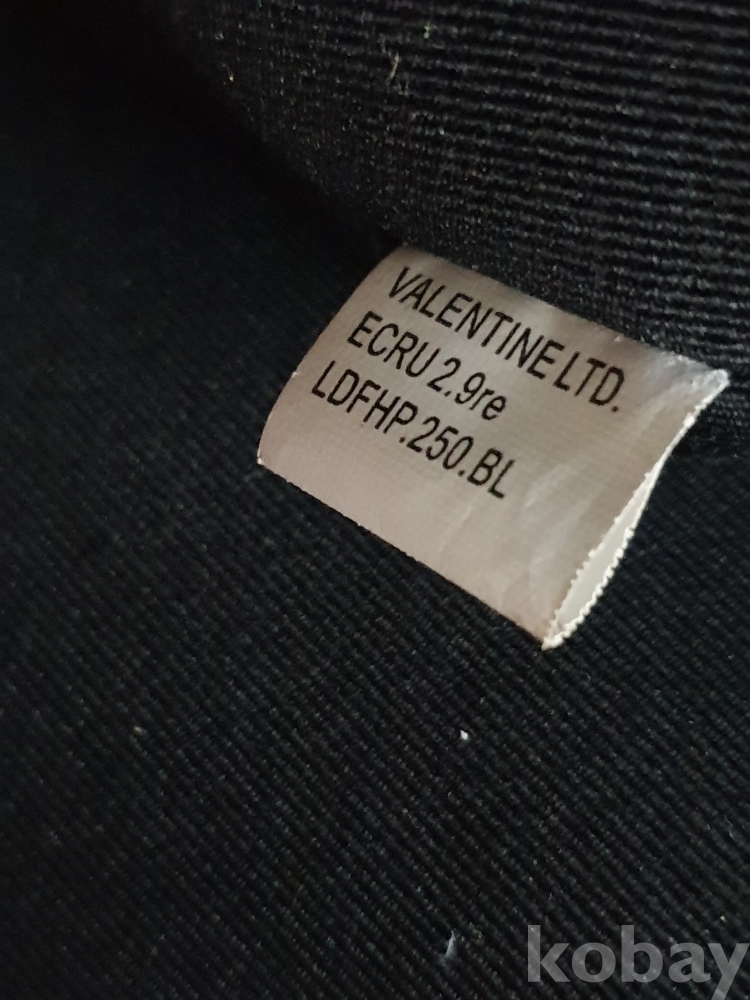 VALENTINE LTD.
ECRU 2.9re
LDFHP.250.BL
kobay